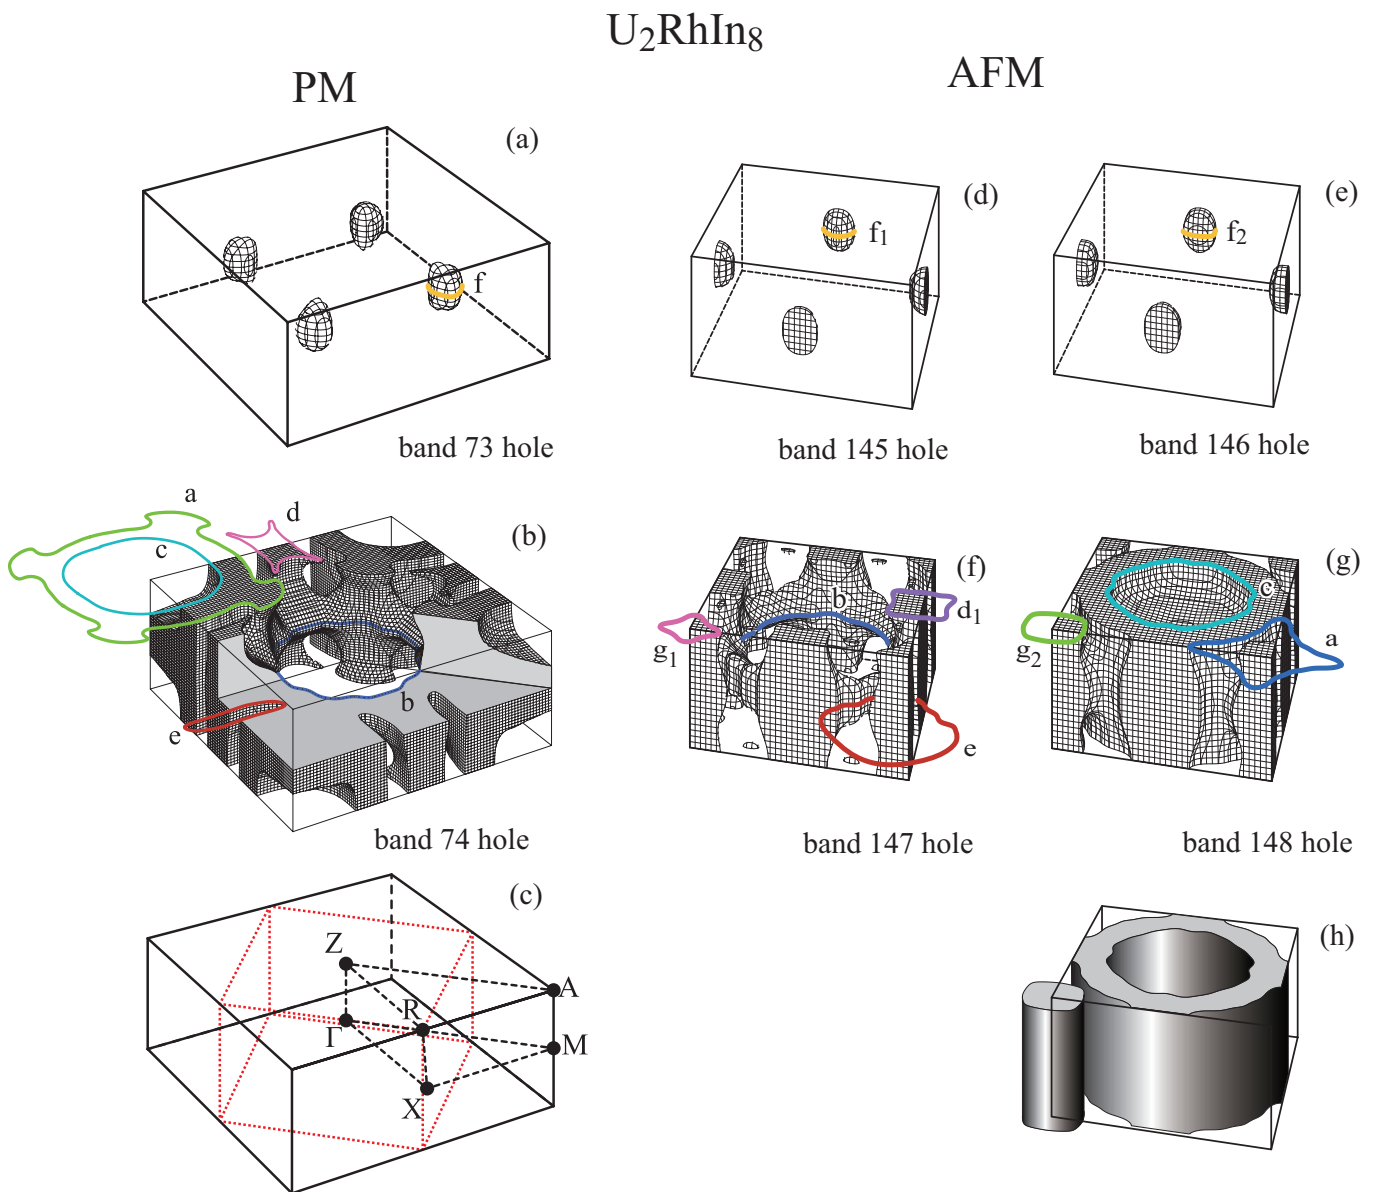 U₂RhIn₈
PM
AFM
(a)
(d)
(e)
f
f₁
f₂
band 73 hole
band 145 hole
band 146 hole
a
d
c
(b)
b
e
(f)
b
d₁
g₁
e
(g)
c
g₂
a
band 74 hole
band 147 hole
band 148 hole
(c)
Z
A
R
Γ
M
X
(h)